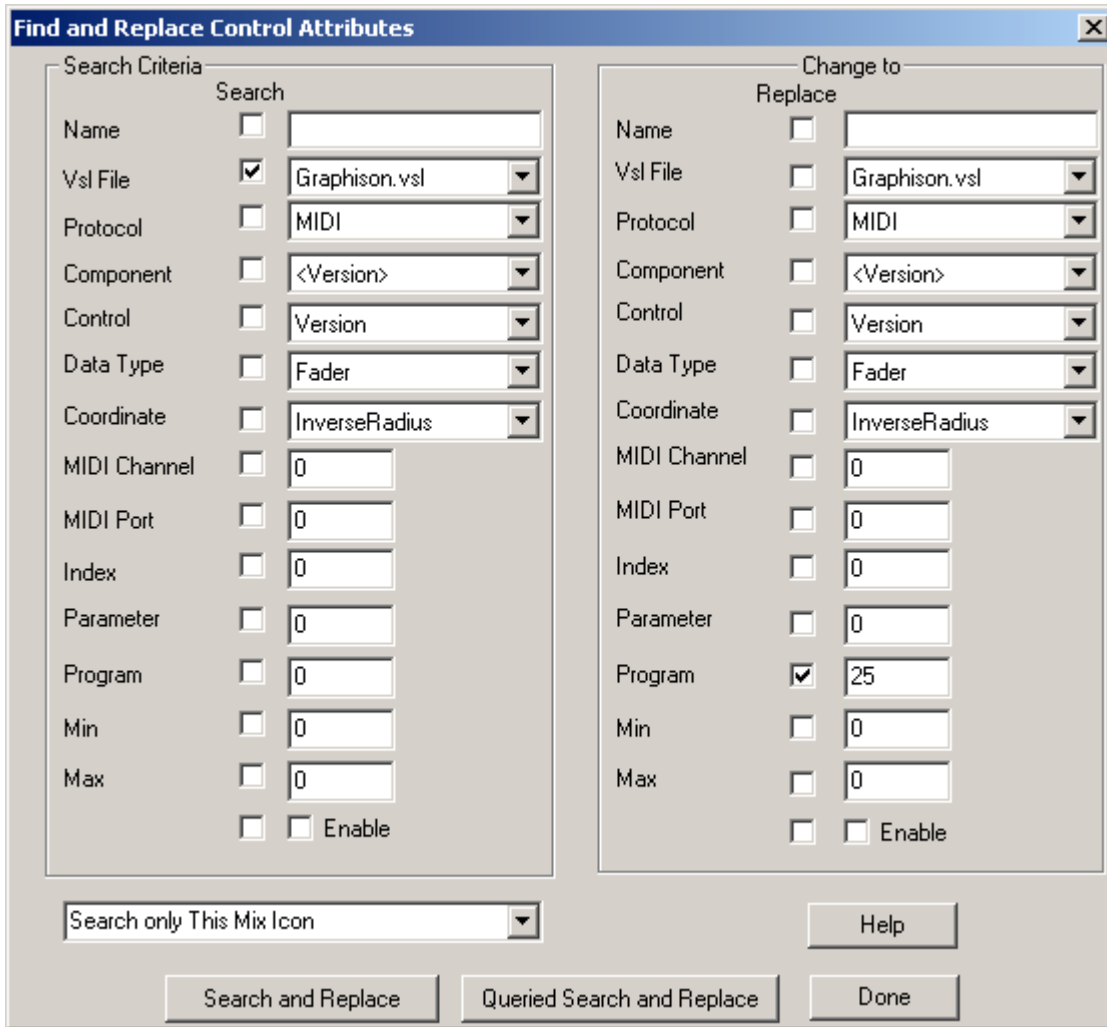 Find and Replace Control Attributes
Search Criteria
Search
Name
Vsl File Graphison.vsl
Protocol MIDI
Component <Version>
Control Version
Data Type Fader
Coordinate InverseRadius
MIDI Channel 0
MIDI Port 0
Index 0
Parameter 0
Program 0
Min 0
Max 0
Enable
Change to
Replace
Name
Vsl File Graphison.vsl
Protocol MIDI
Component <Version>
Control Version
Data Type Fader
Coordinate InverseRadius
MIDI Channel 0
MIDI Port 0
Index 0
Parameter 0
Program 25
Min 0
Max 0
Enable
Search only This Mix Icon
Help
Search and Replace Queried Search and Replace Done